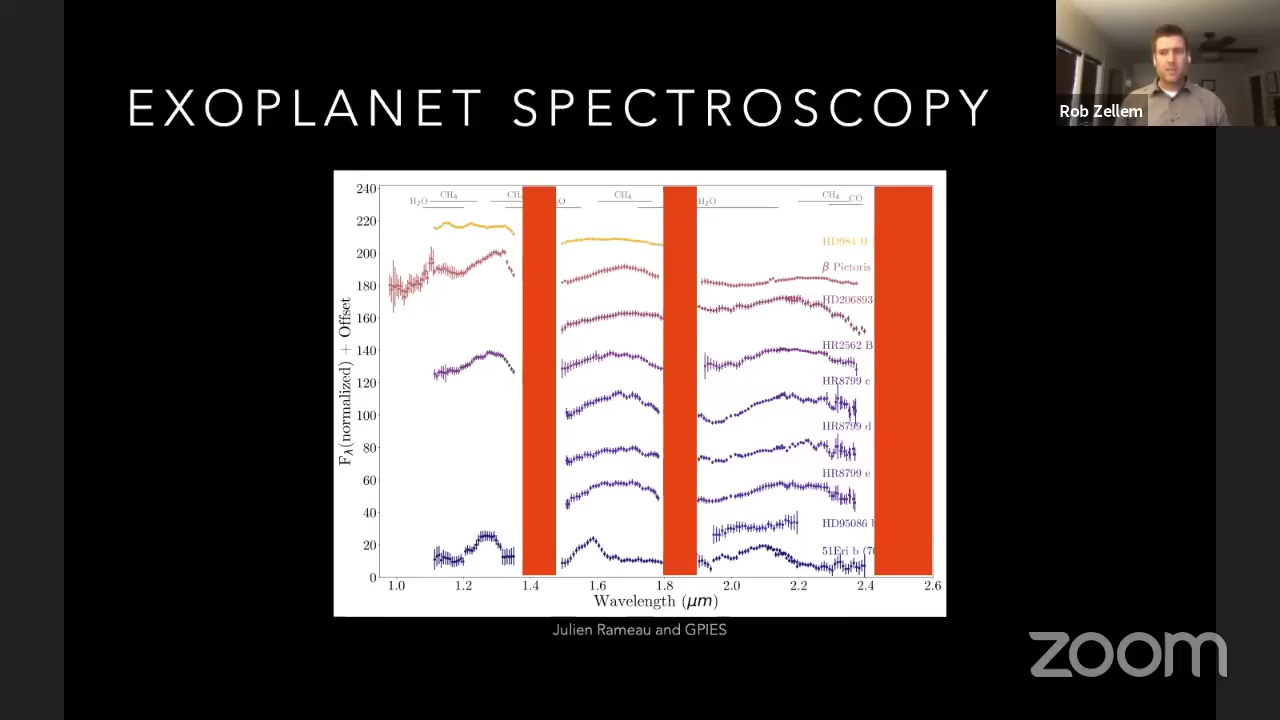 EXOPLANET SPECTROSCOPY
Rob Zellem
240
220
200
180
160
140
120
100
80
60
40
20
0
Fλ(normalized) + Offset
CH₄
H₂O
CH₄
CH₄
H₂O
CH₄
CO
HD984 B
β Pictoris
HD206893
HR2562 B
HR8799 c
HR8799 d
HR8799 e
HD95086 b
51Eri b
1.0 1.2 1.4 1.6 1.8 2.0 2.2 2.4 2.6
Wavelength (μm)
Julien Rameau and GPIES
zoom